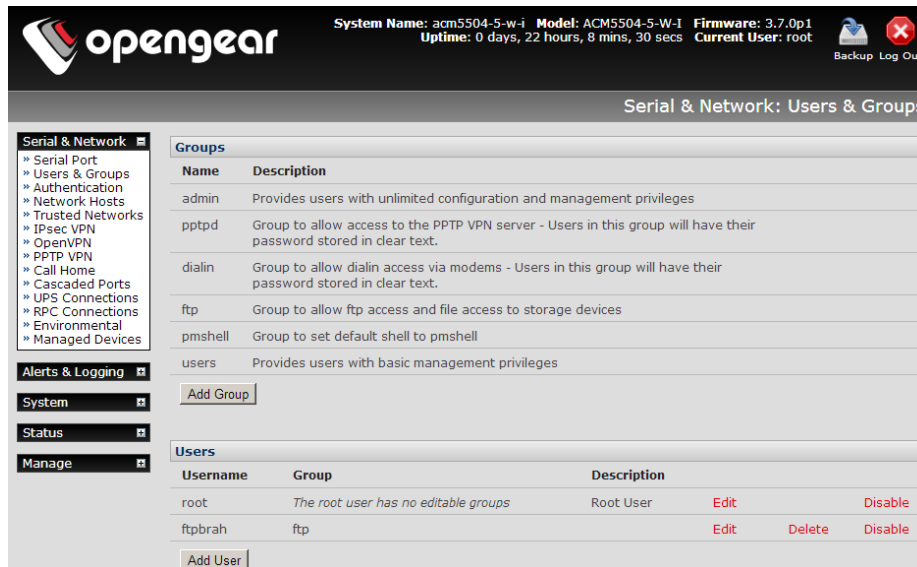 opengear
System Name: acm5504-5-w-i Model: ACM5504-5-W-I Firmware: 3.7.0p1
Uptime: 0 days, 22 hours, 8 mins, 30 secs Current User: root
Backup Log Ou
Serial & Network: Users & Group
Serial & Network
» Serial Port
» Users & Groups
» Authentication
» Network Hosts
» Trusted Networks
» IPsec VPN
» OpenVPN
» PPTP VPN
» Call Home
» Cascaded Ports
» UPS Connections
» RPC Connections
» Environmental
» Managed Devices
Alerts & Logging
System
Status
Manage
Groups
Name Description
admin Provides users with unlimited configuration and management privileges
pptpd Group to allow access to the PPTP VPN server - Users in this group will have their
password stored in clear text.
dialin Group to allow dialin access via modems - Users in this group will have their
password stored in clear text.
ftp Group to allow ftp access and file access to storage devices
pmshell Group to set default shell to pmshell
users Provides users with basic management privileges
Add Group
Users
Username Group Description
root The root user has no editable groups Root User Edit Disable
ftpbrah ftp Edit Delete Disable
Add User